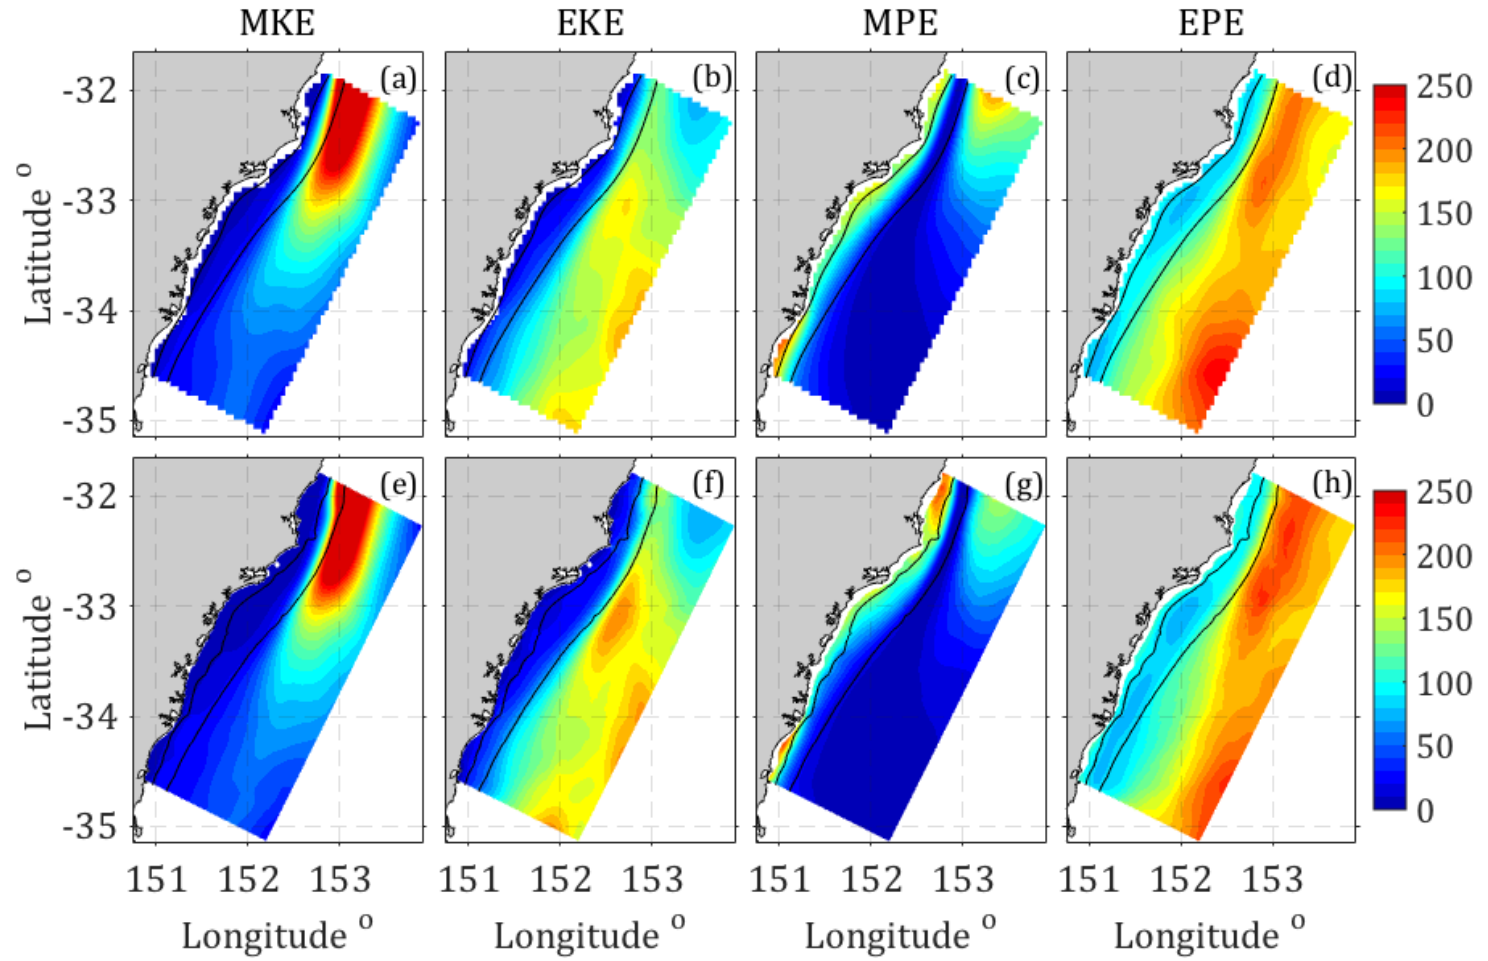 MKE EKE MPE EPE
(a) (b) (c) (d)
-32
-33
-34
-35
Latitude o
250
200
150
100
50
0
(e) (f) (g) (h)
-32
-33
-34
-35
Latitude o
250
200
150
100
50
0
151 152 153 151 152 153 151 152 153 151 152 153
Longitude o Longitude o Longitude o Longitude o